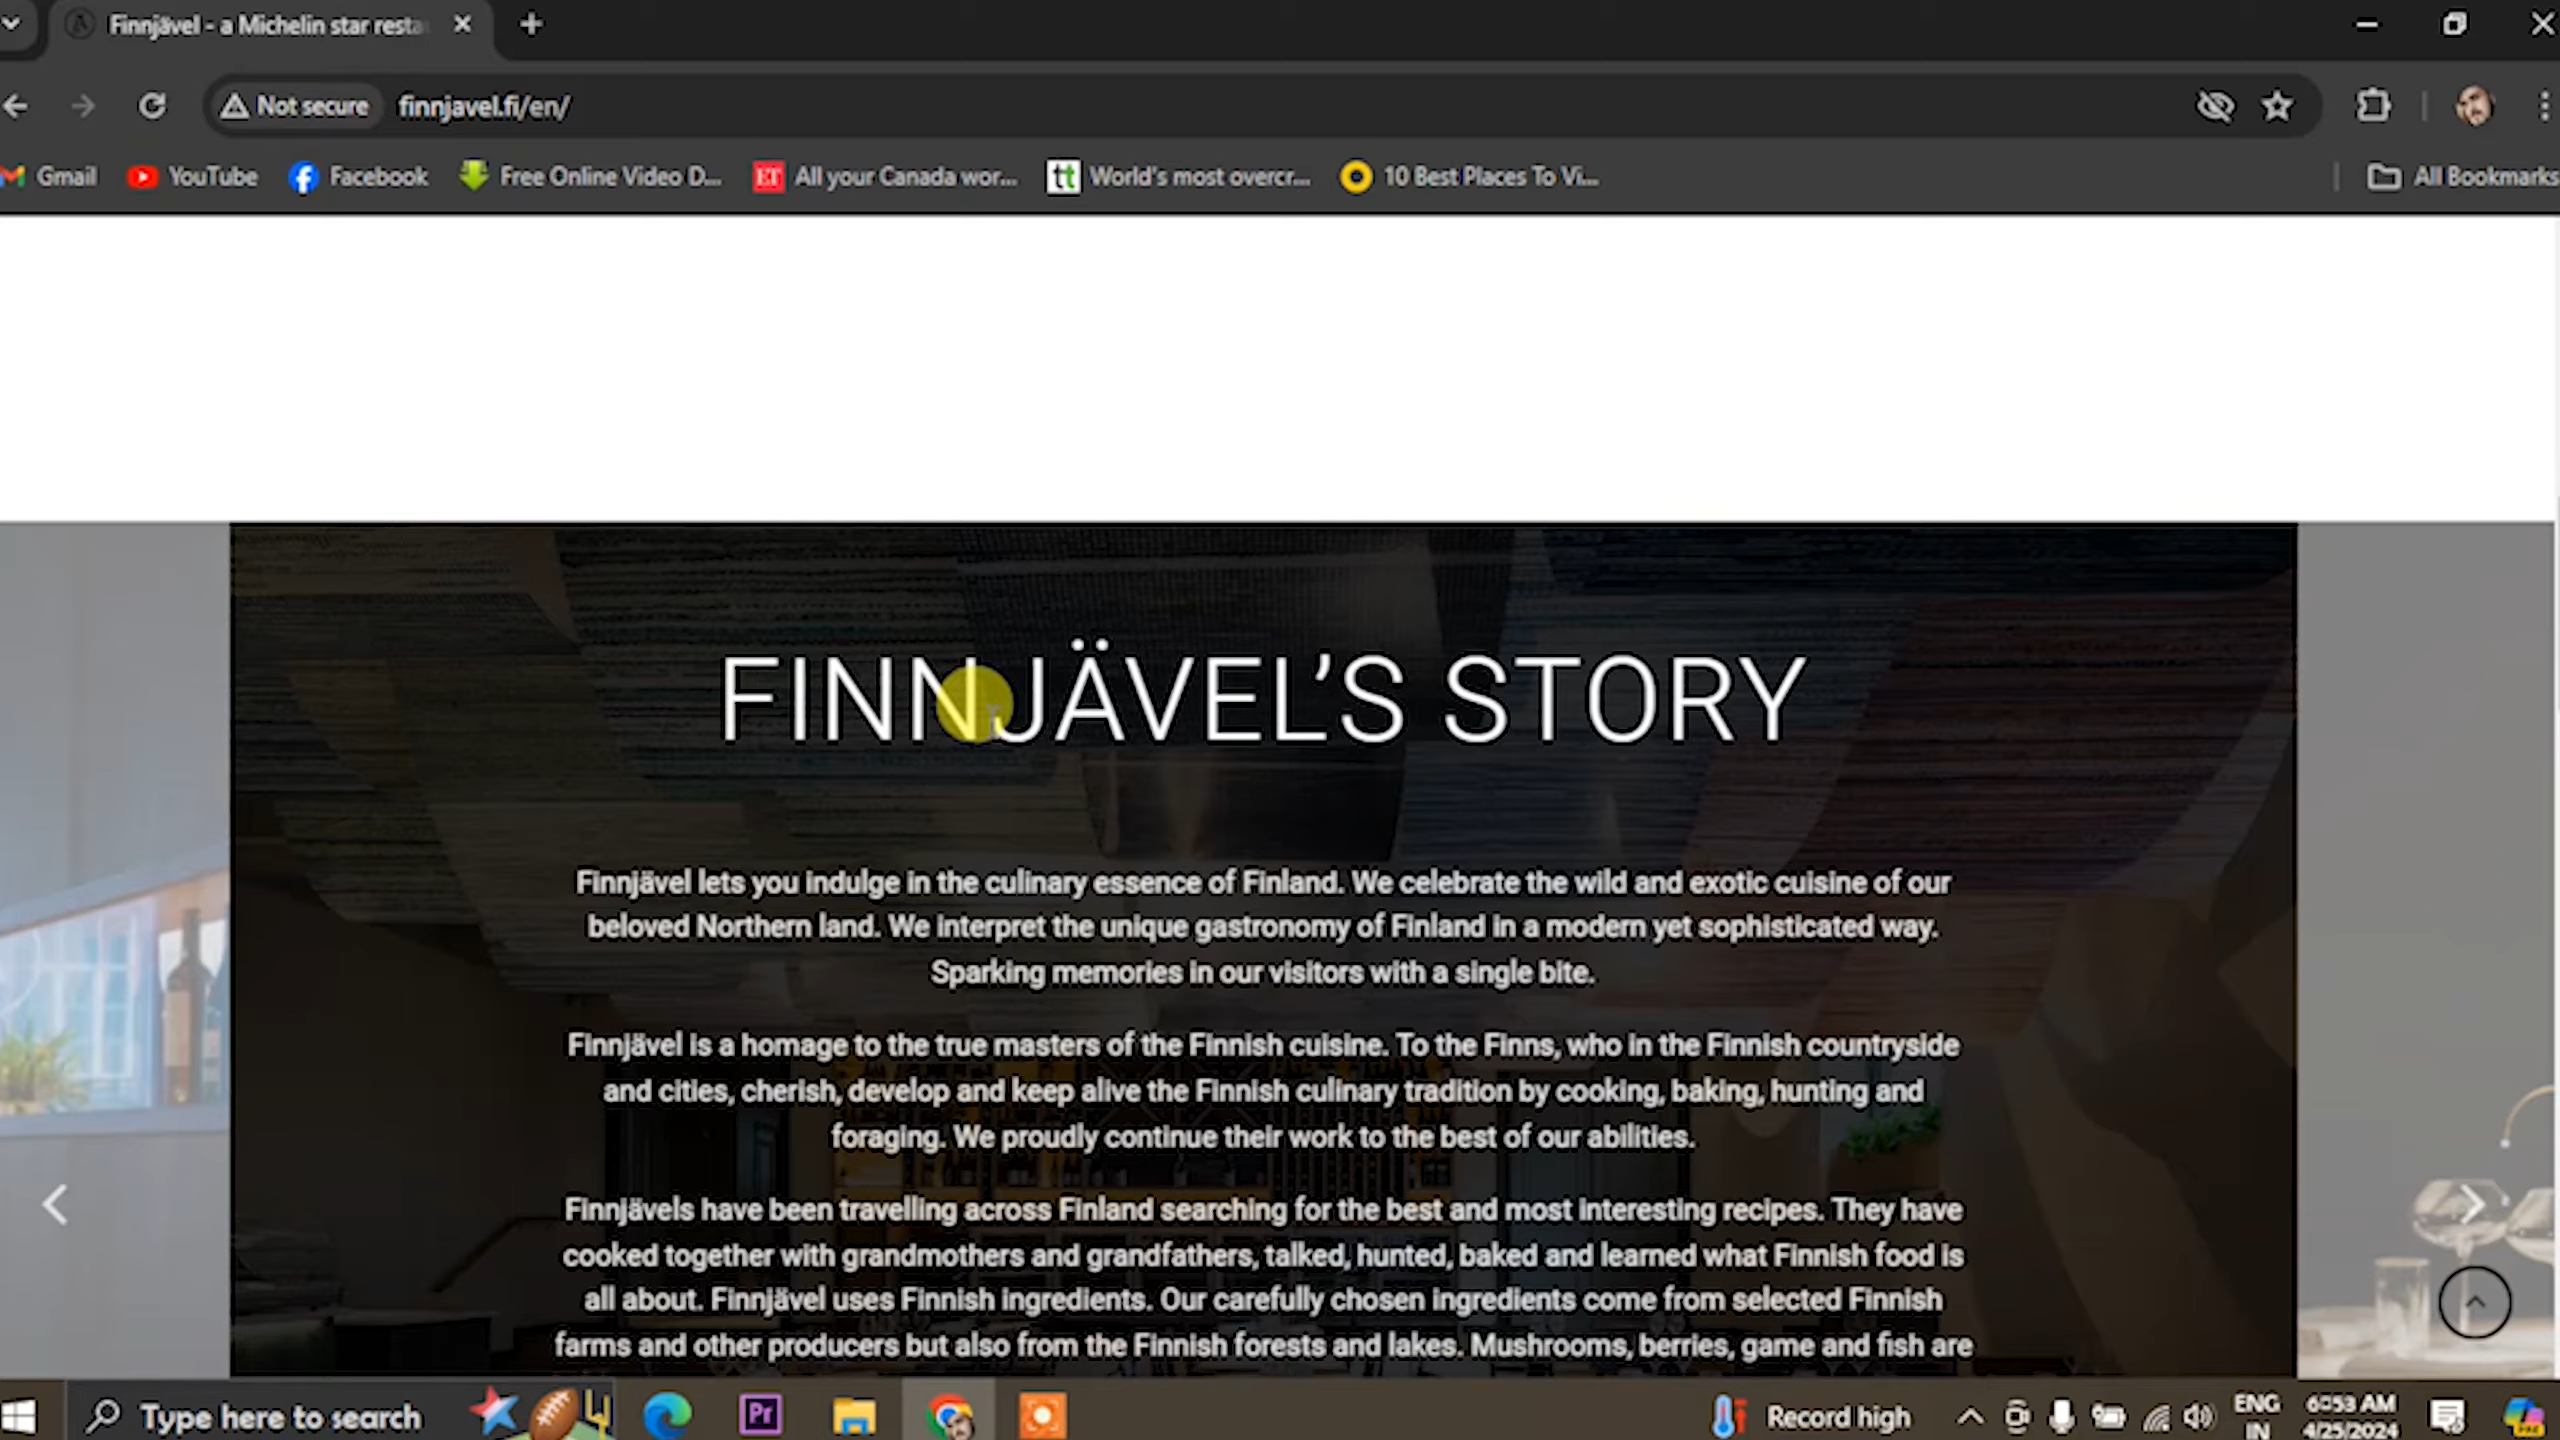 Finnjävel - a Michelin star resta
Not secure finnjavel.fi/en/
Gmail YouTube Facebook Free Online Video D... ET All your Canada wor... tt World's most overcr... 10 Best Places To Vi... All Bookmarks
FINNJÄVEL'S STORY
Finnjävel lets you indulge in the culinary essence of Finland. We celebrate the wild and exotic cuisine of our
beloved Northern land. We interpret the unique gastronomy of Finland in a modern yet sophisticated way.
Sparking memories in our visitors with a single bite.
Finnjävel is a homage to the true masters of the Finnish cuisine. To the Finns, who in the Finnish countryside
and cities, cherish, develop and keep alive the Finnish culinary tradition by cooking, baking, hunting and
foraging. We proudly continue their work to the best of our abilities.
Finnjävels have been travelling across Finland searching for the best and most interesting recipes. They have
cooked together with grandmothers and grandfathers, talked, hunted, baked and learned what Finnish food is
all about. Finnjävel uses Finnish ingredients. Our carefully chosen ingredients come from selected Finnish
farms and other producers but also from the Finnish forests and lakes. Mushrooms, berries, game and fish are
Type here to search Pr Record high ENG 6:53 AM
IN 4/25/2024